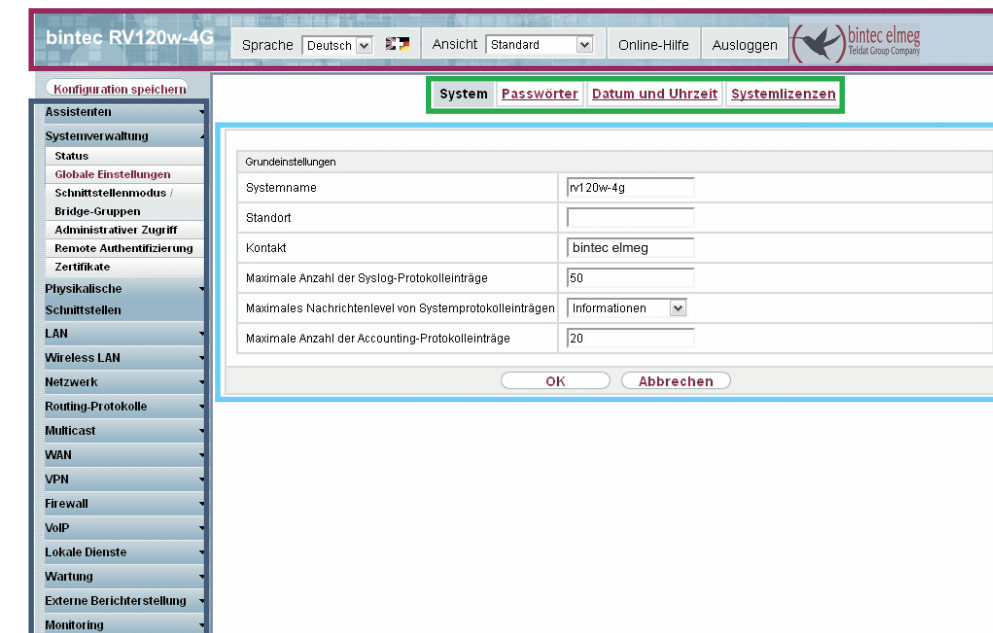 bintec RV120w-4G
Sprache Deutsch Ansicht Standard Online-Hilfe Ausloggen bintec elmeg
Teldat Group Company
Konfiguration speichern
System Passwörter Datum und Uhrzeit Systemlizenzen
Assistenten
Systemverwaltung
Status
Globale Einstellungen
Schnittstellenmodus /
Bridge-Gruppen
Administrativer Zugriff
Remote Authentifizierung
Zertifikate
Physikalische
Schnittstellen
LAN
Wireless LAN
Netzwerk
Routing-Protokolle
Multicast
WAN
VPN
Firewall
VoIP
Lokale Dienste
Wartung
Externe Berichterstellung
Monitoring
Grundeinstellungen
Systemname rv120w-4g
Standort
Kontakt bintec elmeg
Maximale Anzahl der Syslog-Protokolleinträge 50
Maximales Nachrichtenlevel von Systemprotokolleinträgen Informationen
Maximale Anzahl der Accounting-Protokolleinträge 20
OK Abbrechen